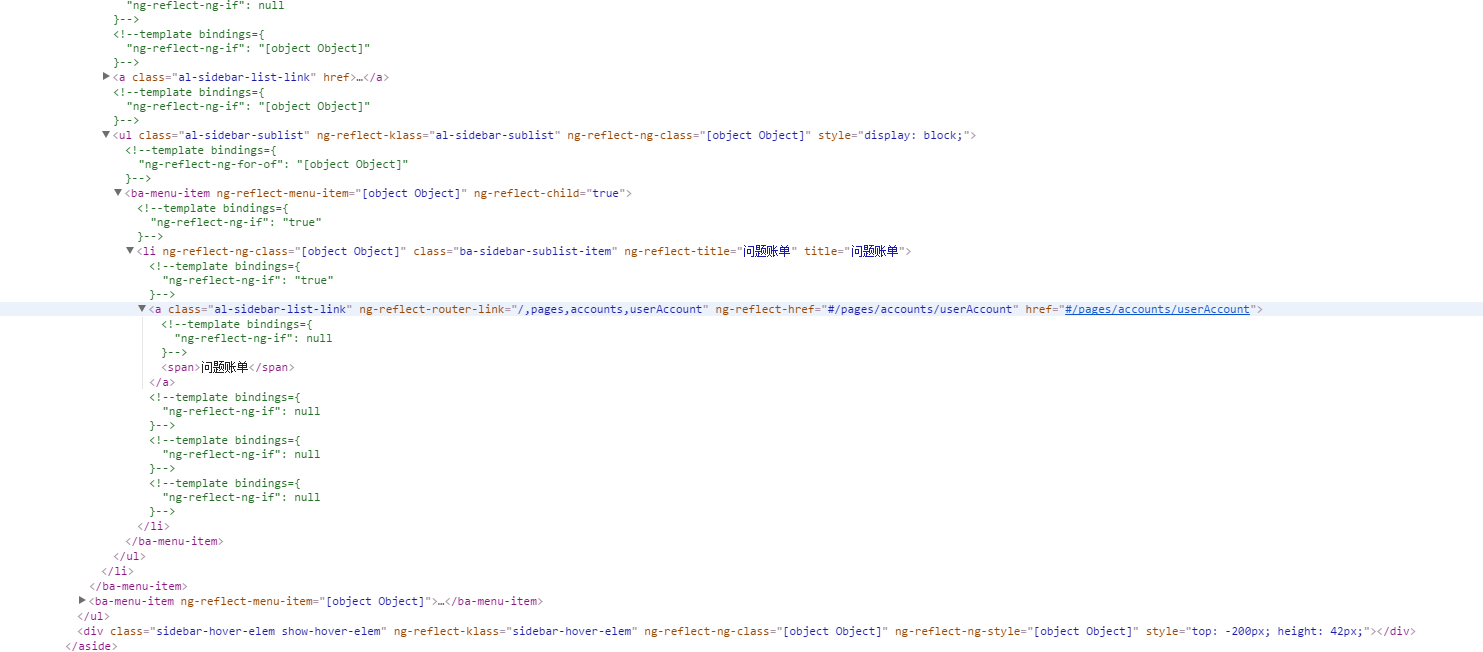 "ng-reflect-ng-if": null
}-->
<!--template bindings={
"ng-reflect-ng-if": "[object Object]"
}-->
<a class="al-sidebar-list-link" href>…</a>
<!--template bindings={
"ng-reflect-ng-if": "[object Object]"
}-->
<ul class="al-sidebar-sublist" ng-reflect-klass="al-sidebar-sublist" ng-reflect-ng-class="[object Object]" style="display: block;">
<!--template bindings={
"ng-reflect-ng-for-of": "[object Object]"
}-->
<ba-menu-item ng-reflect-menu-item="[object Object]" ng-reflect-child="true">
<!--template bindings={
"ng-reflect-ng-if": "true"
}-->
<li ng-reflect-ng-class="[object Object]" class="ba-sidebar-sublist-item" ng-reflect-title="问题账单" title="问题账单">
<!--template bindings={
"ng-reflect-ng-if": "true"
}-->
<a class="al-sidebar-list-link" ng-reflect-router-link="/,pages,accounts,userAccount" ng-reflect-href="#/pages/accounts/userAccount" href="#/pages/accounts/userAccount">
<!--template bindings={
"ng-reflect-ng-if": null
}-->
<span>问题账单</span>
</a>
<!--template bindings={
"ng-reflect-ng-if": null
}-->
<!--template bindings={
"ng-reflect-ng-if": null
}-->
<!--template bindings={
"ng-reflect-ng-if": null
}-->
</li>
</ba-menu-item>
</ul>
</li>
</ba-menu-item>
<ba-menu-item ng-reflect-menu-item="[object Object]">…</ba-menu-item>
</ul>
<div class="sidebar-hover-elem show-hover-elem" ng-reflect-klass="sidebar-hover-elem" ng-reflect-ng-class="[object Object]" ng-reflect-ng-style="[object Object]" style="top: -200px; height: 42px;"></div>
</aside>